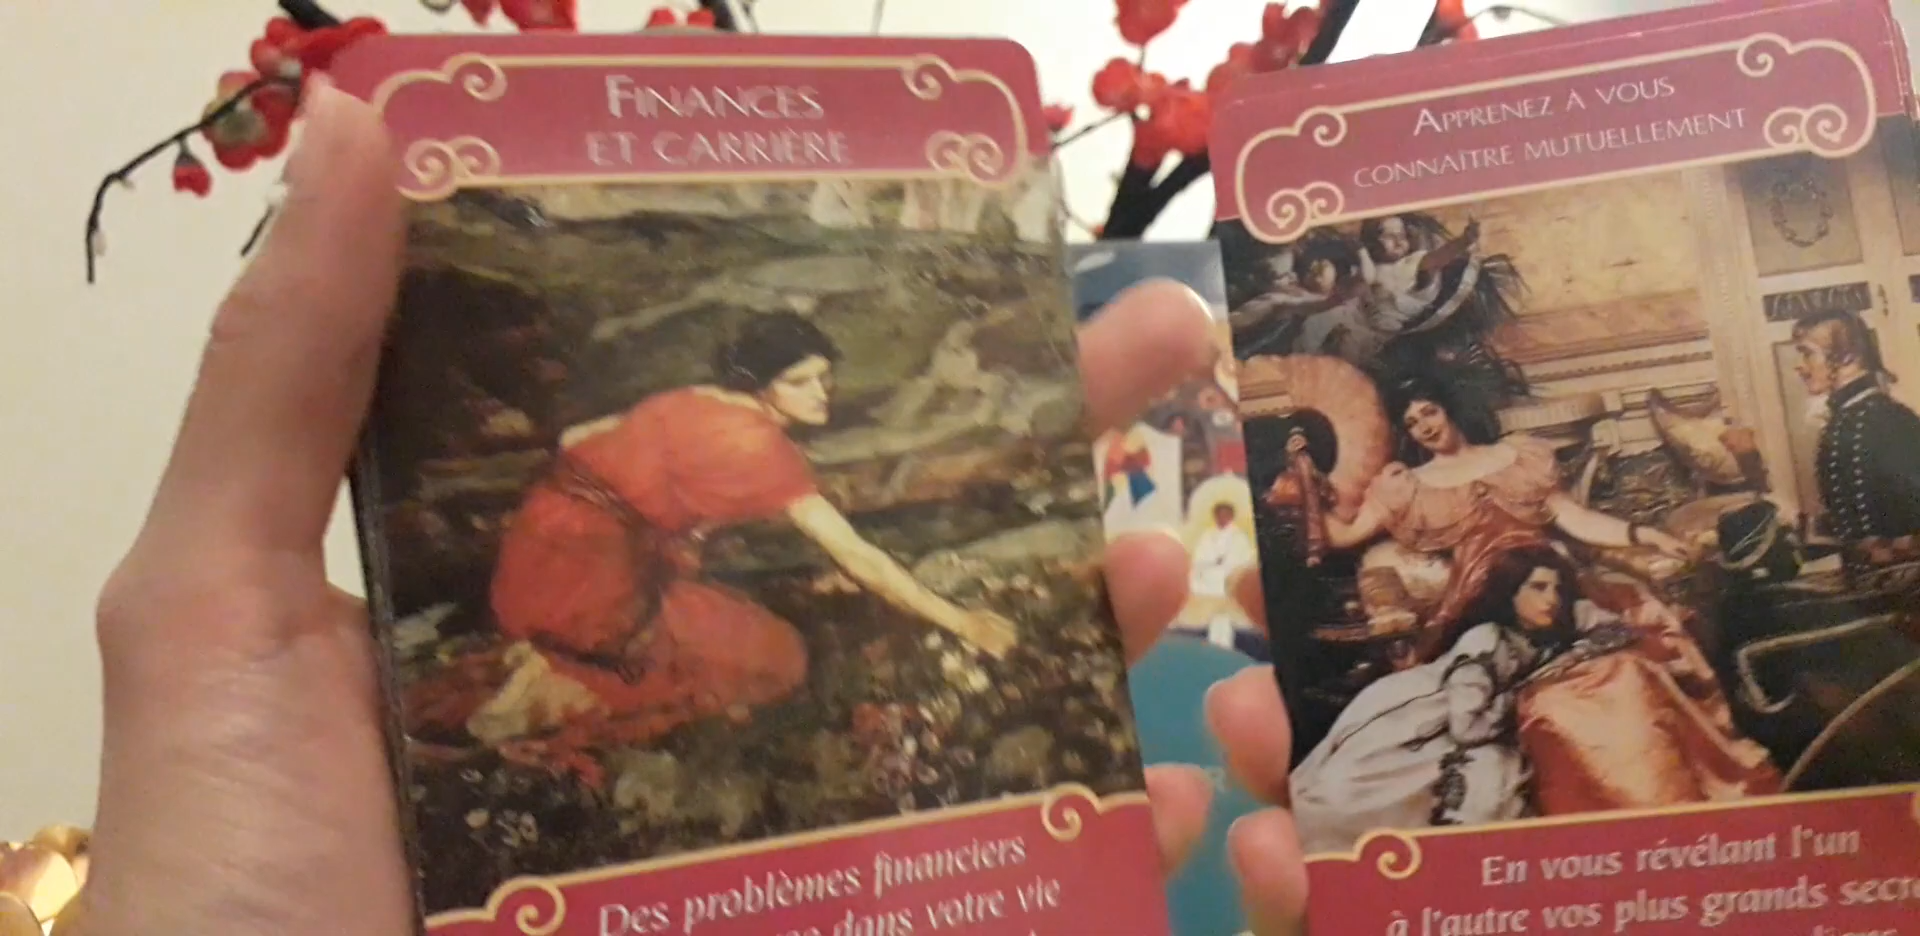 FINANCES
ET CARRIÈRE
Des problèmes financiers
dans votre vie
APPRENEZ À VOUS
CONNAÎTRE MUTUELLEMENT
En vous révélant l'un
à l'autre vos plus grands